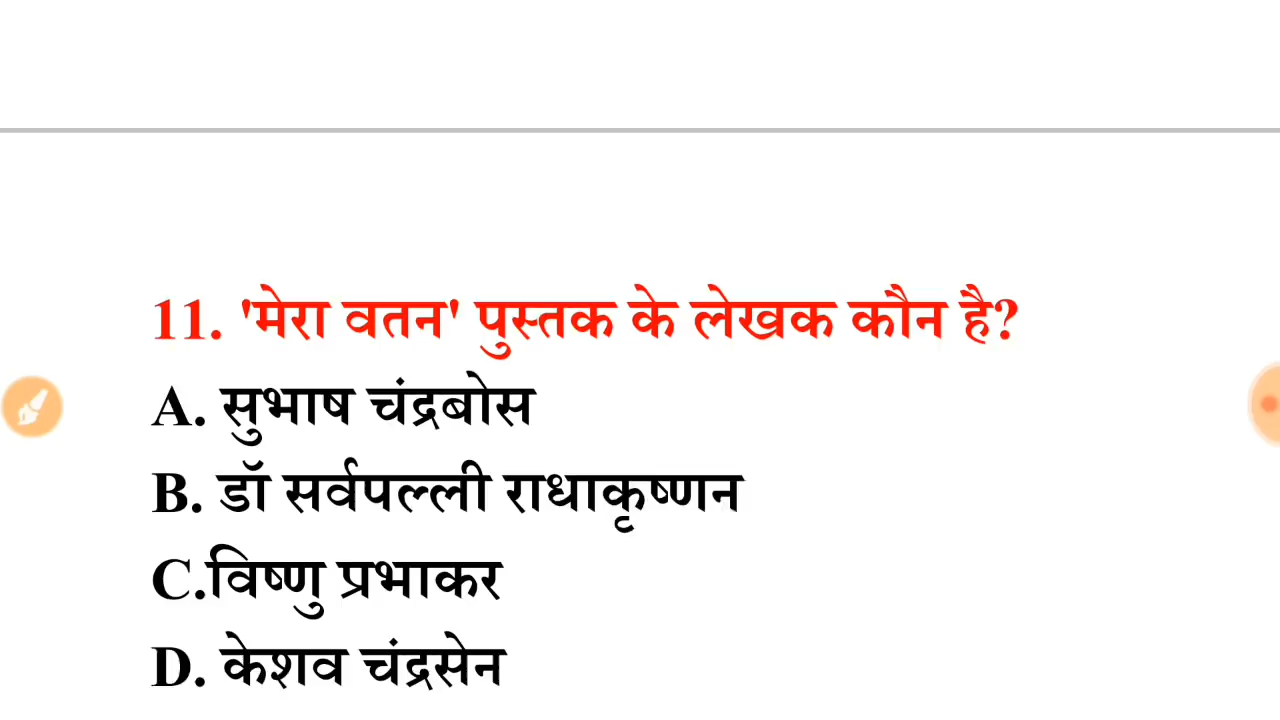 11. 'मेरा वतन' पुस्तक के लेखक कौन है?
A. सुभाष चंद्रबोस
B. डॉ सर्वपल्ली राधाकृष्णन
C.विष्णु प्रभाकर
D. केशव चंद्रसेन